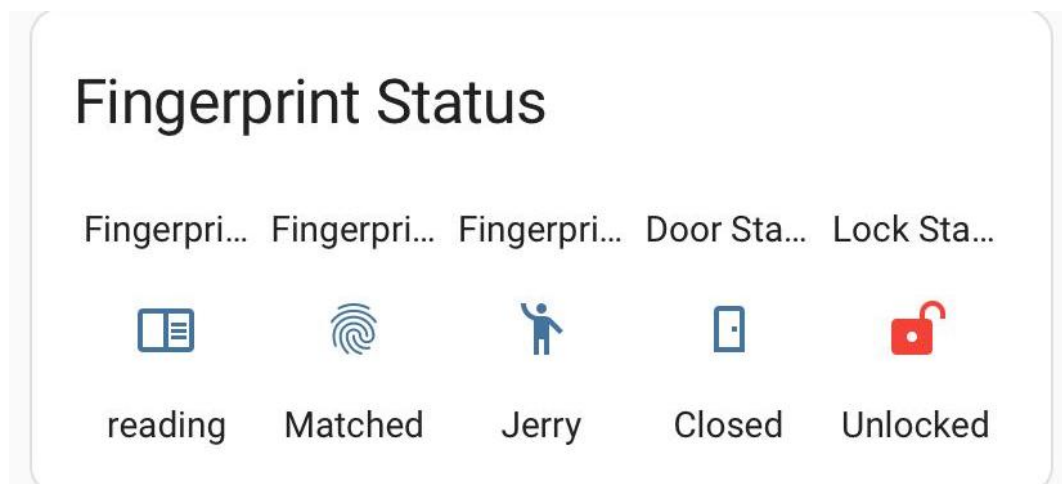 Fingerprint Status
Fingerpri... Fingerpri... Fingerpri... Door Sta... Lock Sta...
reading Matched Jerry Closed Unlocked